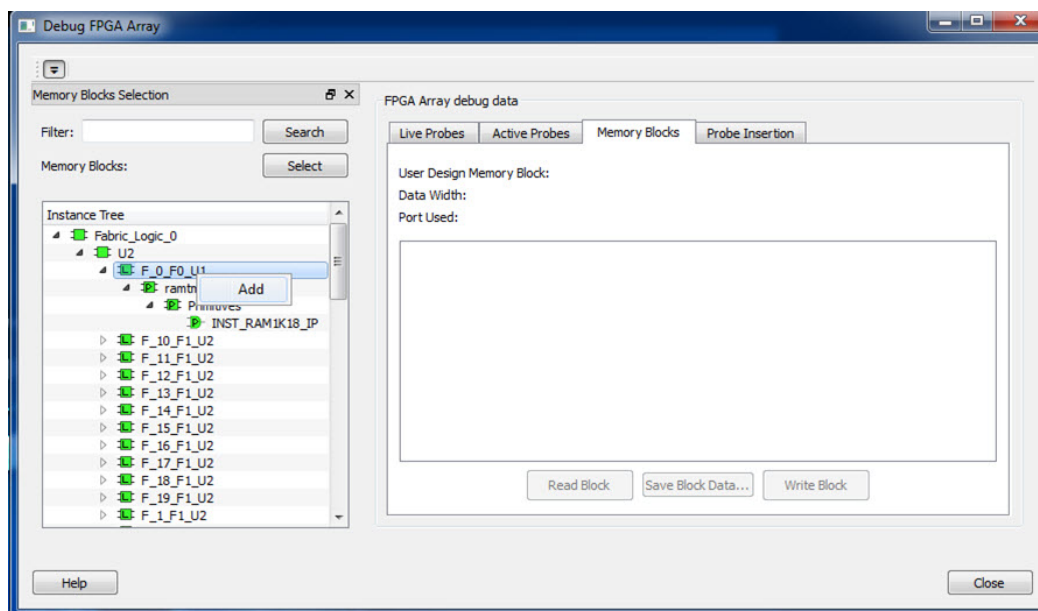 Debug FPGA Array
Memory Blocks Selection
Filter:
Search
Memory Blocks:
Select
Instance Tree
Fabric_Logic_0
U2
F_0_F0_U1
Add
Primitives
INST_RAM1K18_IP
F_10_F1_U2
F_11_F1_U2
F_12_F1_U2
F_13_F1_U2
F_14_F1_U2
F_15_F1_U2
F_16_F1_U2
F_17_F1_U2
F_18_F1_U2
F_19_F1_U2
F_1_F1_U2
FPGA Array debug data
Live Probes
Active Probes
Memory Blocks
Probe Insertion
User Design Memory Block:
Data Width:
Port Used:
Read Block
Save Block Data...
Write Block
Help
Close